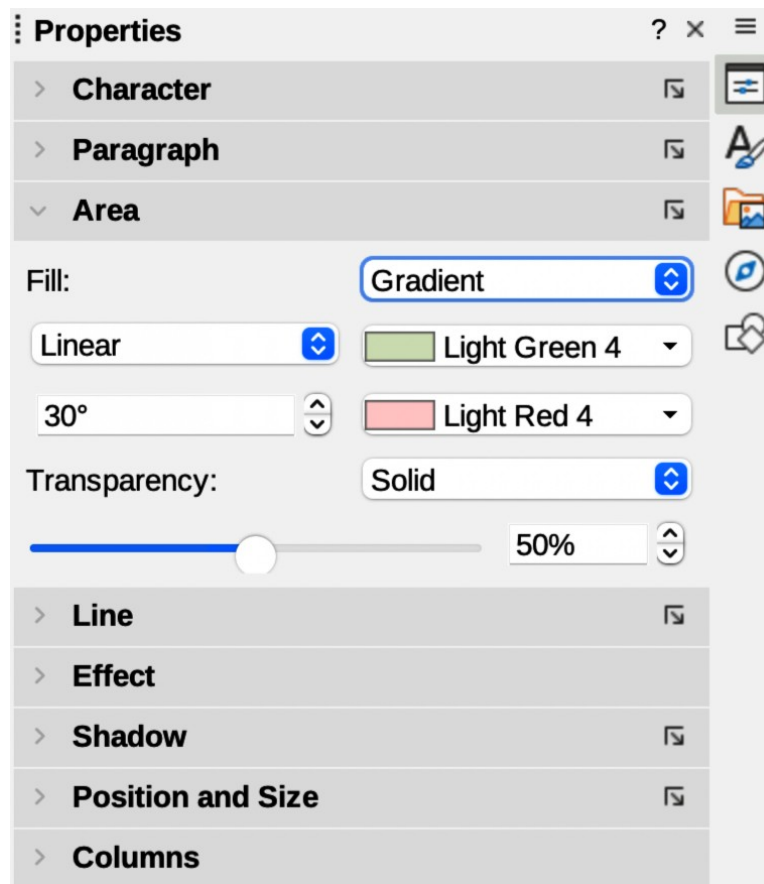 Properties ?
Character
Paragraph
Area
Fill: Gradient
Linear Light Green 4
30° Light Red 4
Transparency: Solid
50%
Line
Effect
Shadow
Position and Size
Columns